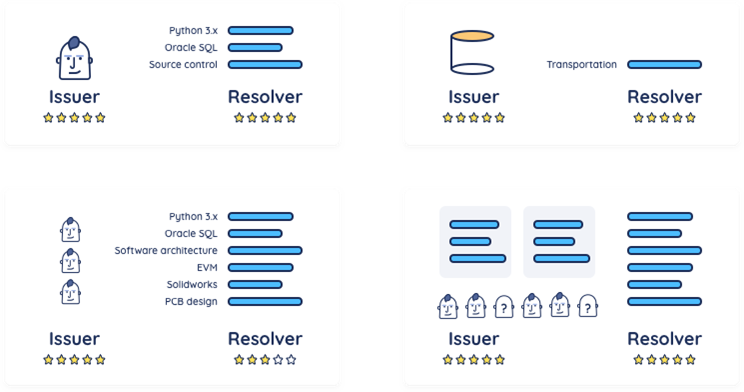 Python 3.x
Oracle SQL
Source control
Issuer
Resolver
Transportation
Issuer
Resolver
Python 3.x
Oracle SQL
Software architecture
EVM
Solidworks
PCB design
Issuer
Resolver
? ?
Issuer
Resolver